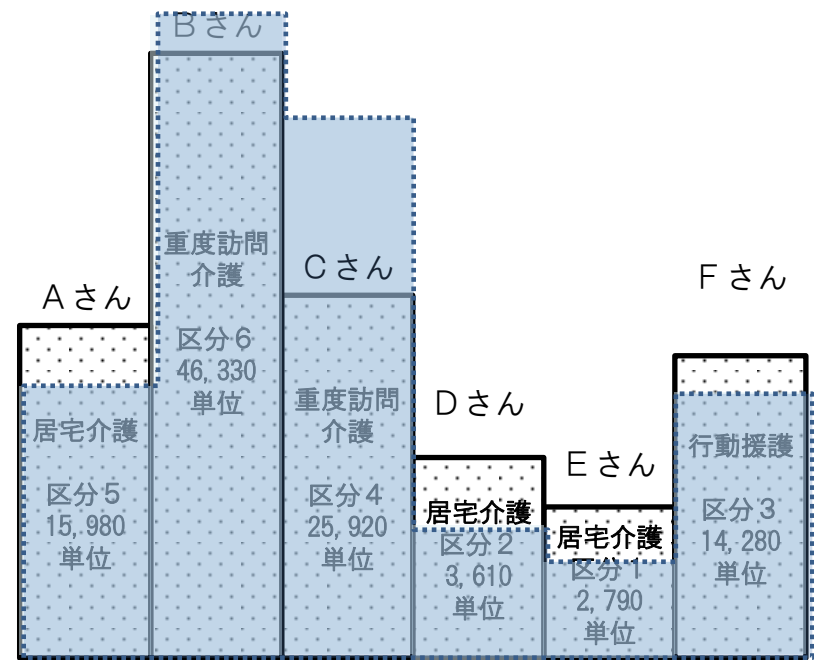 Aさん
居宅介護
区分5
15,980
単位
Bさん
重度訪問
介護
区分6
46,330
単位
Cさん
重度訪問
介護
区分4
25,920
単位
Dさん
居宅介護
区分2
3,610
単位
Eさん
居宅介護
区分1
2,790
単位
Fさん
行動援護
区分3
14,280
単位